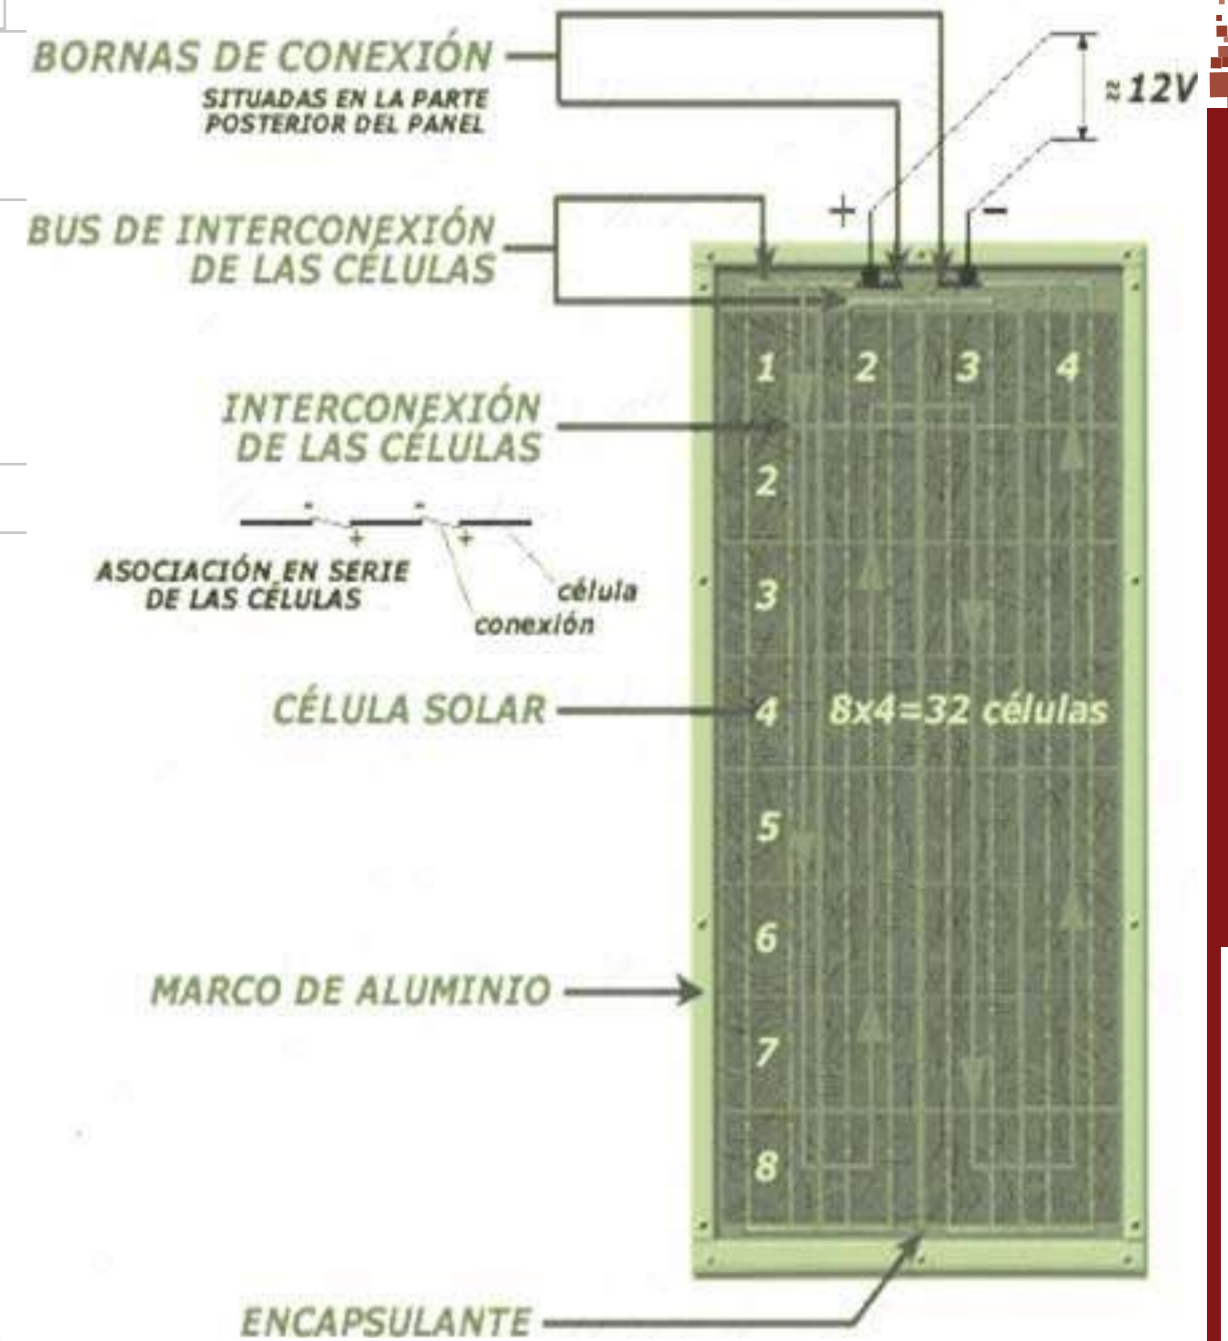 BORNAS DE CONEXIÓN
SITUADAS EN LA PARTE
POSTERIOR DEL PANEL
≈ 12V
+ -
BUS DE INTERCONEXIÓN
DE LAS CÉLULAS
1 2 3 4
INTERCONEXIÓN
DE LAS CÉLULAS
2
- -
+ +
ASOCIACIÓN EN SERIE
DE LAS CÉLULAS
célula
conexión
3
CÉLULA SOLAR
4 8x4=32 células
5
6
MARCO DE ALUMINIO
7
8
ENCAPSULANTE